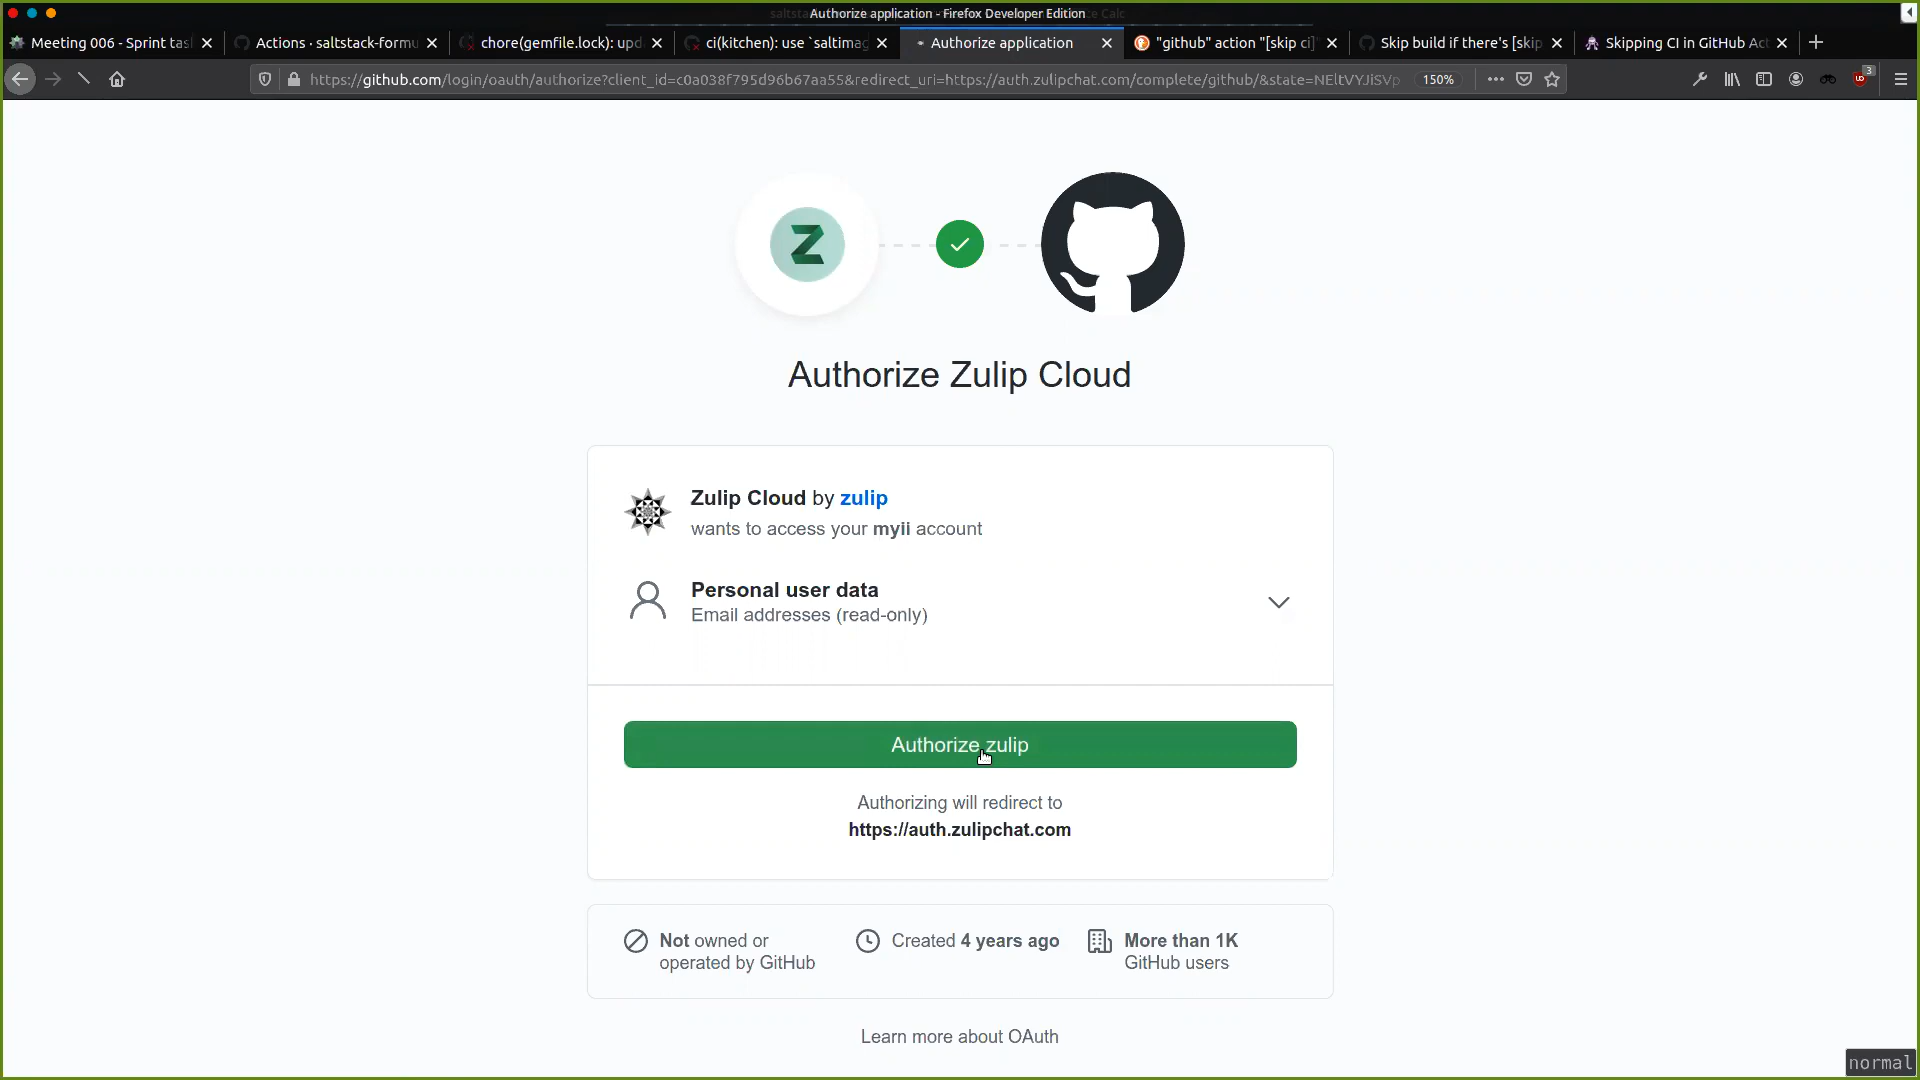 Authorize application - Firefox Developer Edition
Meeting 006 - Sprint tas
Actions · saltstack-formu
chore(gemfile.lock): upd
ci(kitchen): use `saltimag
Authorize application
"github" action "[skip ci]"
Skip build if there's [skip
Skipping CI in GitHub Act
https://github.com/login/oauth/authorize?client_id=c0a038f795d96b67aa55&redirect_uri=https://auth.zulipchat.com/complete/github/&state=NEltVYJiSVp
150%
3
Authorize Zulip Cloud
Zulip Cloud by zulip
wants to access your myii account
Personal user data
Email addresses (read-only)
Authorize zulip
Authorizing will redirect to
https://auth.zulipchat.com
Not owned or
operated by GitHub
Created 4 years ago
More than 1K
GitHub users
Learn more about OAuth
normal